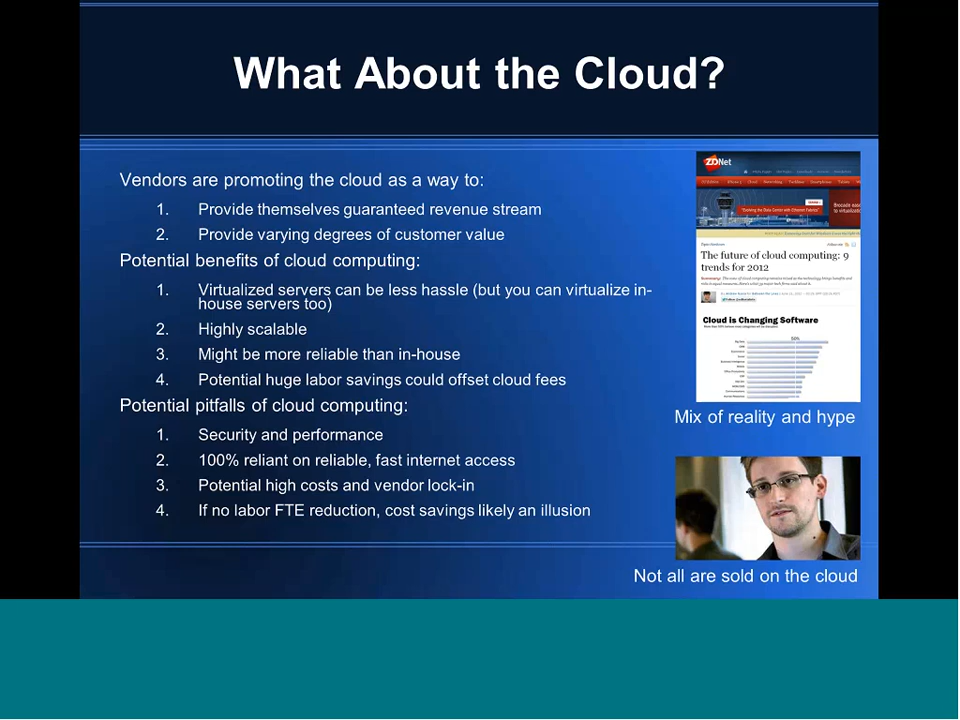 What About the Cloud?
Vendors are promoting the cloud as a way to:
1. Provide themselves guaranteed revenue stream
2. Provide varying degrees of customer value
Potential benefits of cloud computing:
1. Virtualized servers can be less hassle (but you can virtualize in-
house servers too)
2. Highly scalable
3. Might be more reliable than in-house
4. Potential huge labor savings could offset cloud fees
Potential pitfalls of cloud computing:
1. Security and performance
2. 100% reliant on reliable, fast internet access
3. Potential high costs and vendor lock-in
4. If no labor FTE reduction, cost savings likely an illusion
ZDNet
The future of cloud computing: 9
trends for 2012
Cloud is Changing Software
50%
Mix of reality and hype
Not all are sold on the cloud